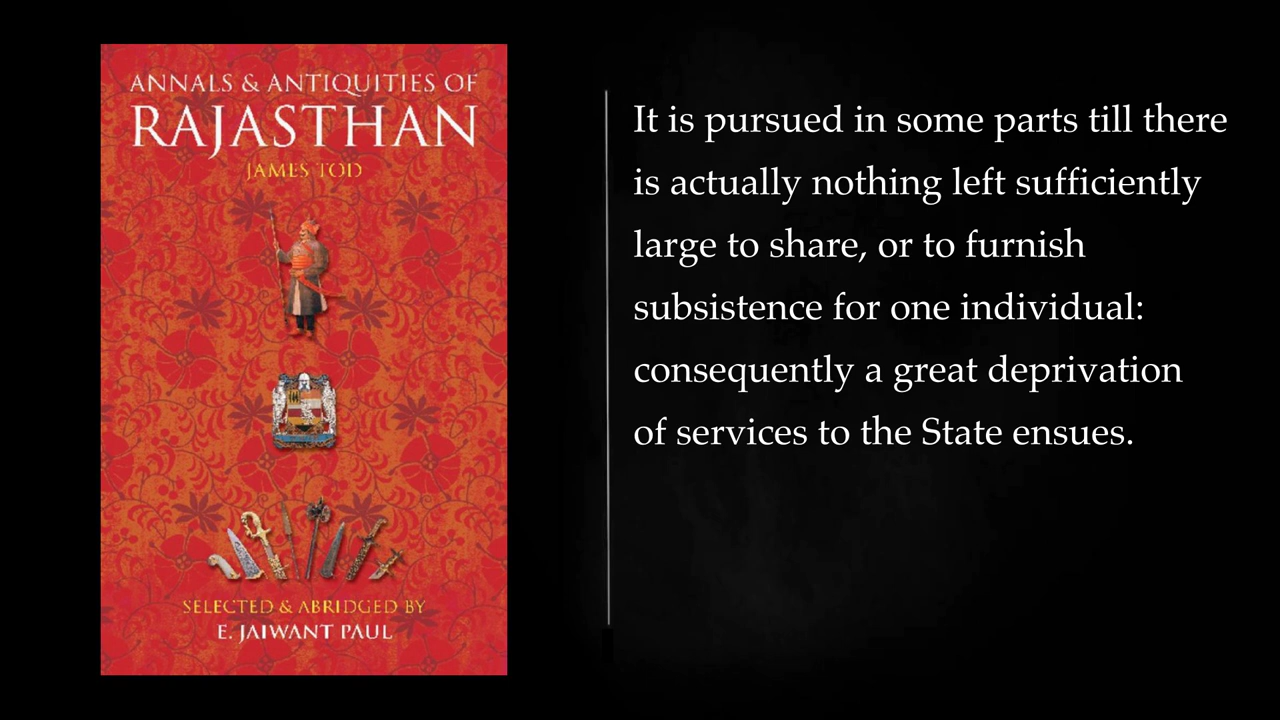 ANNALS & ANTIQUITIES OF
RAJASTHAN
JAMES TOD
SELECTED & ABRIDGED BY
E. JAIWANT PAUL
It is pursued in some parts till there
is actually nothing left sufficiently
large to share, or to furnish
subsistence for one individual:
consequently a great deprivation
of services to the State ensues.